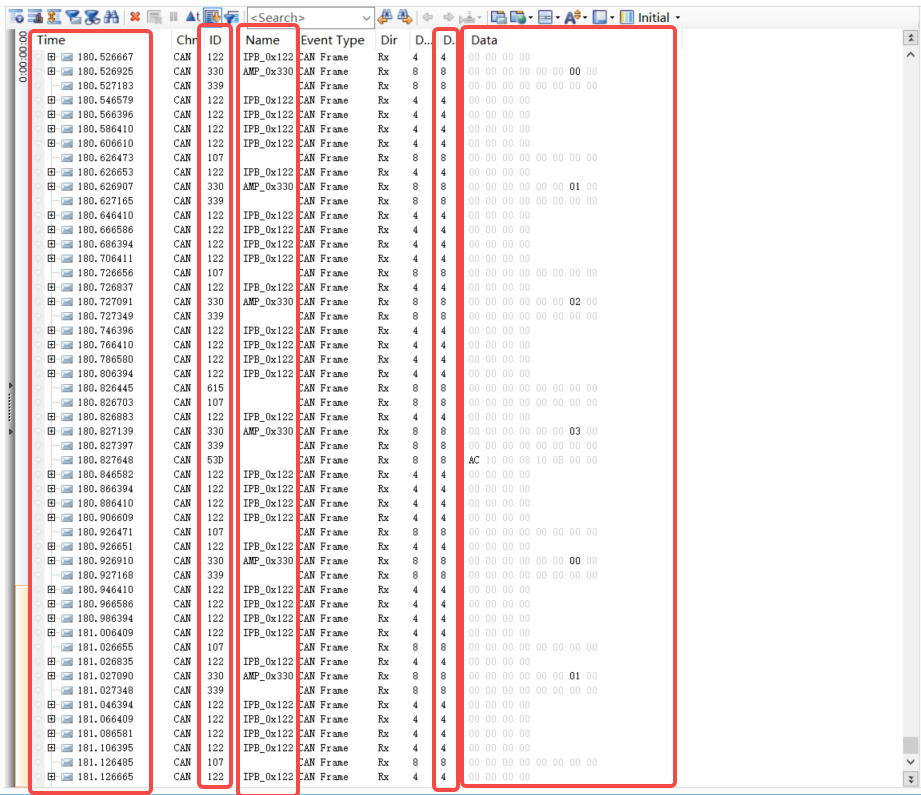 <Search> Initial
Time Chn ID Name Event Type Dir D... D. Data
0:00:00:00
180.526667 CAN 122 IPB_0x122 CAN Frame Rx 4 4 00 00 00 00
180.526925 CAN 330 AMP_0x330 CAN Frame Rx 8 8 00 00 00 00 00 00 00 00
180.527183 CAN 339 CAN Frame Rx 8 8 00 00 00 00 00 00 00 00
180.546579 CAN 122 IPB_0x122 CAN Frame Rx 4 4 00 00 00 00
180.566396 CAN 122 IPB_0x122 CAN Frame Rx 4 4 00 00 00 00
180.586410 CAN 122 IPB_0x122 CAN Frame Rx 4 4 00 00 00 00
180.606610 CAN 122 IPB_0x122 CAN Frame Rx 4 4 00 00 00 00
180.626473 CAN 107 CAN Frame Rx 8 8 00 00 00 00 00 00 00 00
180.626653 CAN 122 IPB_0x122 CAN Frame Rx 4 4 00 00 00 00
180.626907 CAN 330 AMP_0x330 CAN Frame Rx 8 8 00 00 00 00 00 00 01 00
180.627165 CAN 339 CAN Frame Rx 8 8 00 00 00 00 00 00 00 00
180.646410 CAN 122 IPB_0x122 CAN Frame Rx 4 4 00 00 00 00
180.666586 CAN 122 IPB_0x122 CAN Frame Rx 4 4 00 00 00 00
180.686394 CAN 122 IPB_0x122 CAN Frame Rx 4 4 00 00 00 00
180.706411 CAN 122 IPB_0x122 CAN Frame Rx 4 4 00 00 00 00
180.726656 CAN 107 CAN Frame Rx 8 8 00 00 00 00 00 00 00 00
180.726837 CAN 122 IPB_0x122 CAN Frame Rx 4 4 00 00 00 00
180.727091 CAN 330 AMP_0x330 CAN Frame Rx 8 8 00 00 00 00 00 00 02 00
180.727349 CAN 339 CAN Frame Rx 8 8 00 00 00 00 00 00 00 00
180.746396 CAN 122 IPB_0x122 CAN Frame Rx 4 4 00 00 00 00
180.766410 CAN 122 IPB_0x122 CAN Frame Rx 4 4 00 00 00 00
180.786580 CAN 122 IPB_0x122 CAN Frame Rx 4 4 00 00 00 00
180.806394 CAN 122 IPB_0x122 CAN Frame Rx 4 4 00 00 00 00
180.826445 CAN 615 CAN Frame Rx 8 8 00 00 00 00 00 00 00 00
180.826703 CAN 107 CAN Frame Rx 8 8 00 00 00 00 00 00 00 00
180.826883 CAN 122 IPB_0x122 CAN Frame Rx 4 4 00 00 00 00
180.827139 CAN 330 AMP_0x330 CAN Frame Rx 8 8 00 00 00 00 00 00 03 00
180.827397 CAN 339 CAN Frame Rx 8 8 00 00 00 00 00 00 00 00
180.827648 CAN 53D CAN Frame Rx 8 8 AC 10 00 08 10 0B 00 00
180.846582 CAN 122 IPB_0x122 CAN Frame Rx 4 4 00 00 00 00
180.866394 CAN 122 IPB_0x122 CAN Frame Rx 4 4 00 00 00 00
180.886410 CAN 122 IPB_0x122 CAN Frame Rx 4 4 00 00 00 00
180.906609 CAN 122 IPB_0x122 CAN Frame Rx 4 4 00 00 00 00
180.926471 CAN 107 CAN Frame Rx 8 8 00 00 00 00 00 00 00 00
180.926651 CAN 122 IPB_0x122 CAN Frame Rx 4 4 00 00 00 00
180.926910 CAN 330 AMP_0x330 CAN Frame Rx 8 8 00 00 00 00 00 00 00 00
180.927168 CAN 339 CAN Frame Rx 8 8 00 00 00 00 00 00 00 00
180.946410 CAN 122 IPB_0x122 CAN Frame Rx 4 4 00 00 00 00
180.966586 CAN 122 IPB_0x122 CAN Frame Rx 4 4 00 00 00 00
180.986394 CAN 122 IPB_0x122 CAN Frame Rx 4 4 00 00 00 00
181.006409 CAN 122 IPB_0x122 CAN Frame Rx 4 4 00 00 00 00
181.026655 CAN 107 CAN Frame Rx 8 8 00 00 00 00 00 00 00 00
181.026835 CAN 122 IPB_0x122 CAN Frame Rx 4 4 00 00 00 00
181.027090 CAN 330 AMP_0x330 CAN Frame Rx 8 8 00 00 00 00 00 00 01 00
181.027348 CAN 339 CAN Frame Rx 8 8 00 00 00 00 00 00 00 00
181.046394 CAN 122 IPB_0x122 CAN Frame Rx 4 4 00 00 00 00
181.066409 CAN 122 IPB_0x122 CAN Frame Rx 4 4 00 00 00 00
181.086581 CAN 122 IPB_0x122 CAN Frame Rx 4 4 00 00 00 00
181.106395 CAN 122 IPB_0x122 CAN Frame Rx 4 4 00 00 00 00
181.126485 CAN 107 CAN Frame Rx 8 8 00 00 00 00 00 00 00 00
181.126665 CAN 122 IPB_0x122 CAN Frame Rx 4 4 00 00 00 00